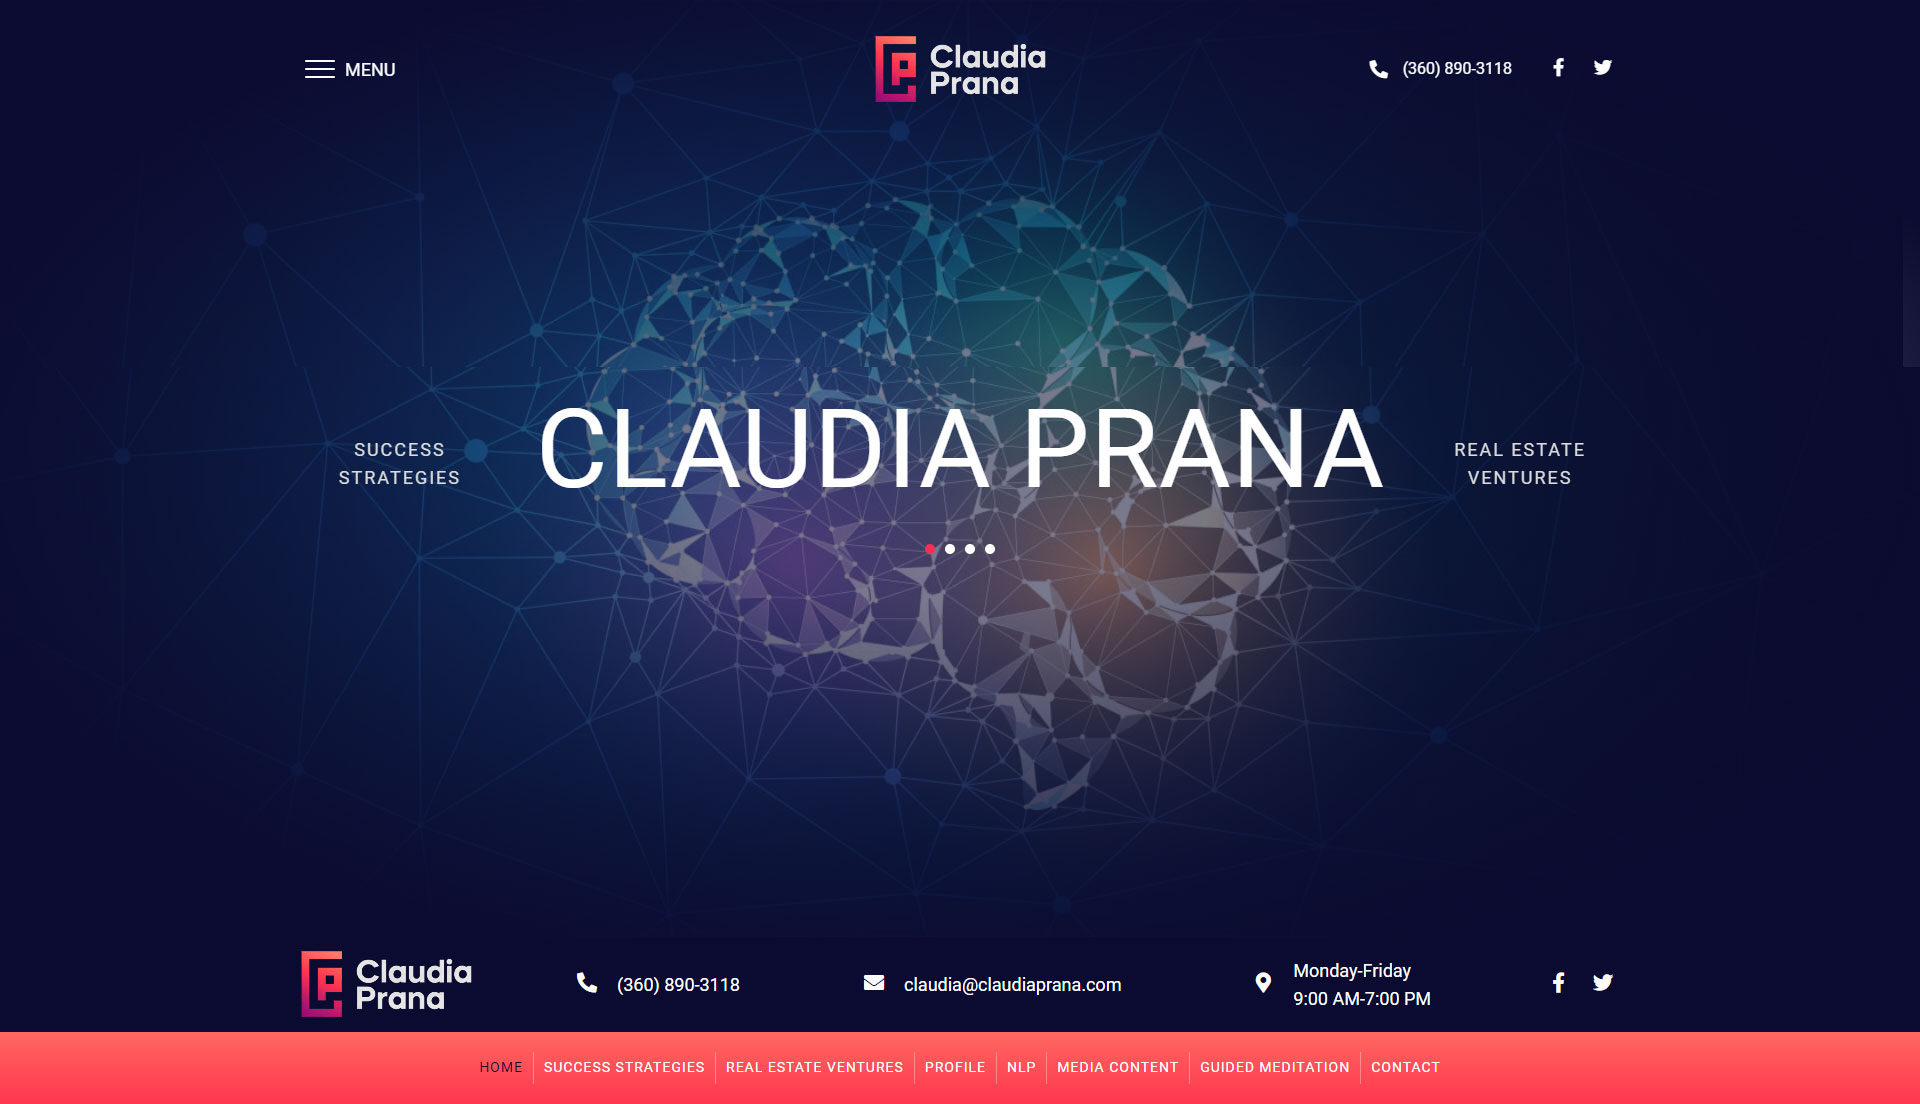 MENU
Claudia
Prana
(360) 890-3118
SUCCESS
STRATEGIES
CLAUDIA PRANA
REAL ESTATE
VENTURES
Claudia
Prana
(360) 890-3118
claudia@claudiaprana.com
Monday-Friday
9:00 AM-7:00 PM
HOME
SUCCESS STRATEGIES
REAL ESTATE VENTURES
PROFILE
NLP
MEDIA CONTENT
GUIDED MEDITATION
CONTACT